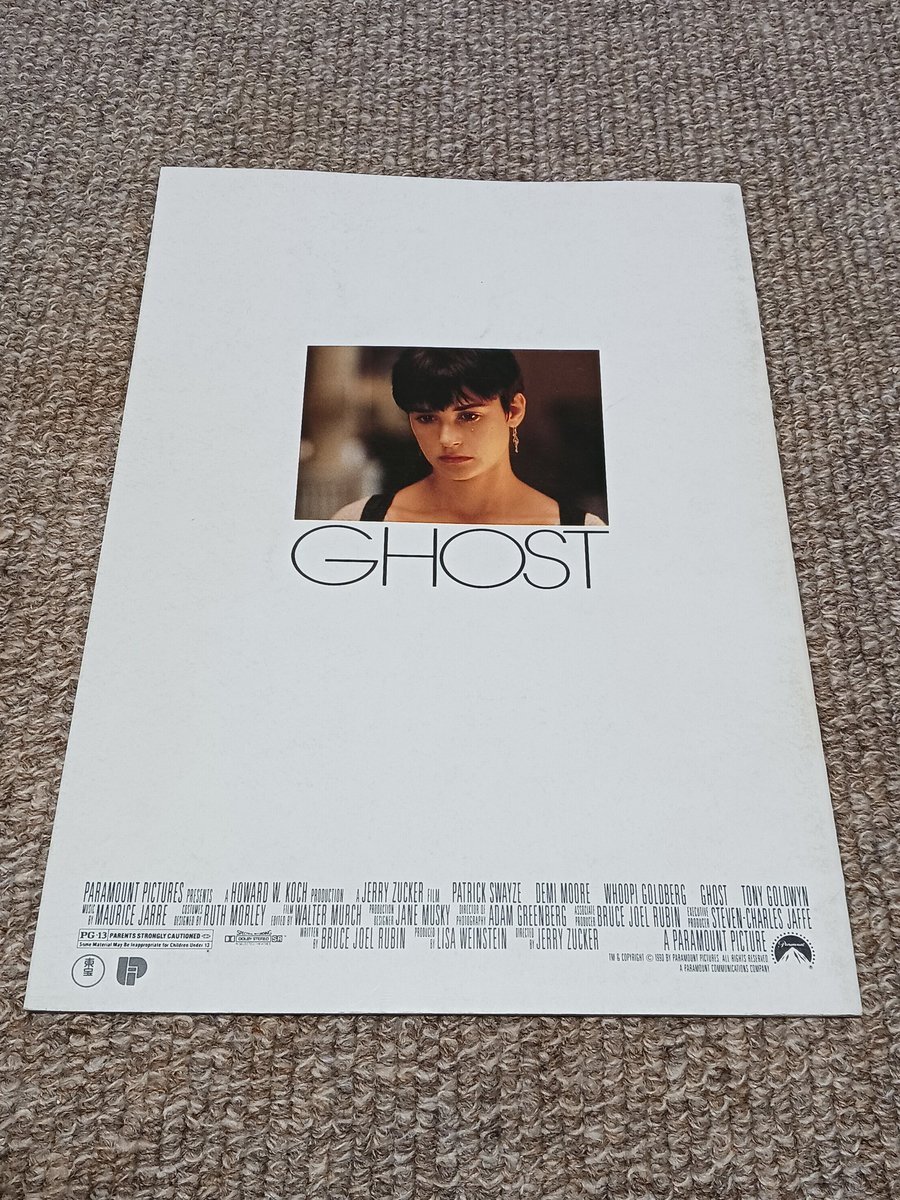 GHOST
PARAMOUNT PICTURES PRESENTS A HOWARD W. KOCH PRODUCTION A JERRY ZUCKER FILM PATRICK SWAYZE DEMI MOORE WHOOPI GOLDBERG GHOST TONY GOLDWYN
MUSIC BY MAURICE JARRE COSTUMES DESIGNED BY RUTH MORLEY FILM EDITED BY WALTER MURCH PRODUCTION DESIGNER JANE MUSKY DIRECTOR OF PHOTOGRAPHY ADAM GREENBERG ASSOCIATE PRODUCER BRUCE JOEL RUBIN EXECUTIVE PRODUCER STEVEN-CHARLES JAFFE
PG-13 PARENTS STRONGLY CAUTIONED
Some Material May Be Inappropriate for Children Under 13
DOLBY STEREO SR
WRITTEN BY BRUCE JOEL RUBIN PRODUCED BY LISA WEINSTEIN DIRECTED BY JERRY ZUCKER
A PARAMOUNT PICTURE
Paramount
TM & COPYRIGHT © 1990 BY PARAMOUNT PICTURES. ALL RIGHTS RESERVED
A PARAMOUNT COMMUNICATIONS COMPANY
東宝
UIP